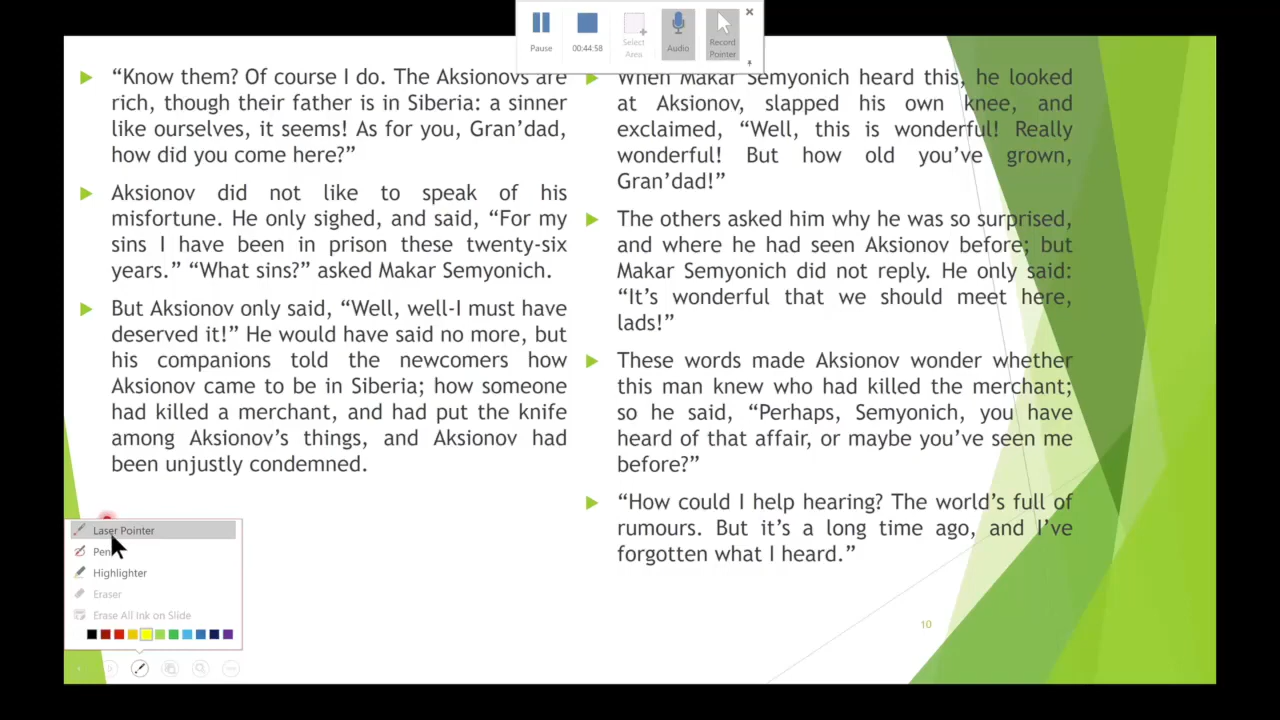 Pause
00:44:58
Select
Area
Audio
Record
Pointer
“Know them? Of course I do. The Aksionovs are
rich, though their father is in Siberia: a sinner
like ourselves, it seems! As for you, Gran’dad,
how did you come here?”
Aksionov did not like to speak of his
misfortune. He only sighed, and said, “For my
sins I have been in prison these twenty-six
years.” “What sins?” asked Makar Semyonich.
But Aksionov only said, “Well, well-I must have
deserved it!” He would have said no more, but
his companions told the newcomers how
Aksionov came to be in Siberia; how someone
had killed a merchant, and had put the knife
among Aksionov’s things, and Aksionov had
been unjustly condemned.
When Makar Semyonich heard this, he looked
at Aksionov, slapped his own knee, and
exclaimed, “Well, this is wonderful! Really
wonderful! But how old you’ve grown,
Gran’dad!”
The others asked him why he was so surprised,
and where he had seen Aksionov before; but
Makar Semyonich did not reply. He only said:
“It’s wonderful that we should meet here,
lads!”
These words made Aksionov wonder whether
this man knew who had killed the merchant;
so he said, “Perhaps, Semyonich, you have
heard of that affair, or maybe you’ve seen me
before?”
“How could I help hearing? The world’s full of
rumours. But it’s a long time ago, and I’ve
forgotten what I heard.”
Laser Pointer
Pen
Highlighter
Eraser
Erase All Ink on Slide
10